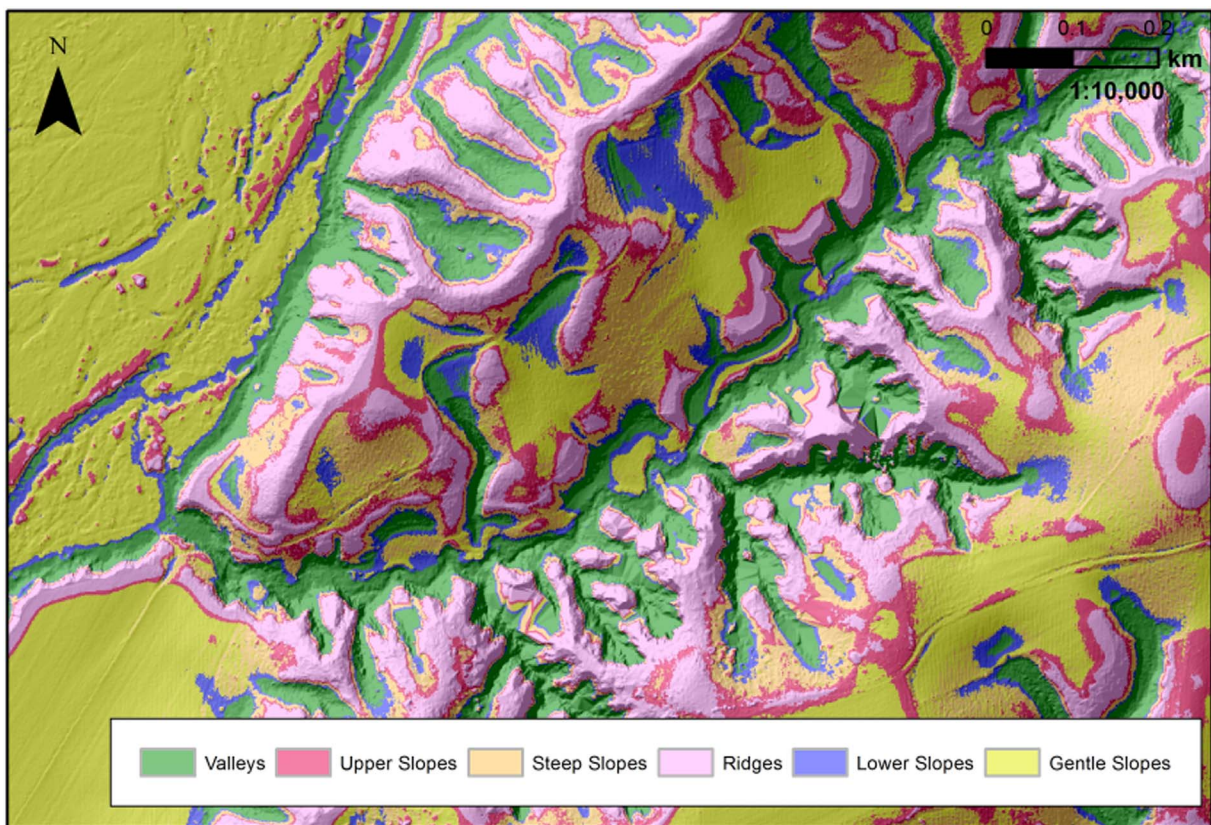 N
0 0.1 0.2
km
1:10,000
Valleys Upper Slopes Steep Slopes Ridges Lower Slopes Gentle Slopes